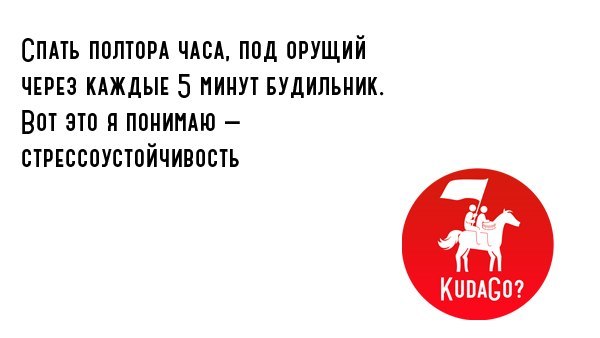 Спать полтора часа, под орущий
через каждые 5 минут будильник.
Вот это я понимаю –
стрессоустойчивость
KudaGo?